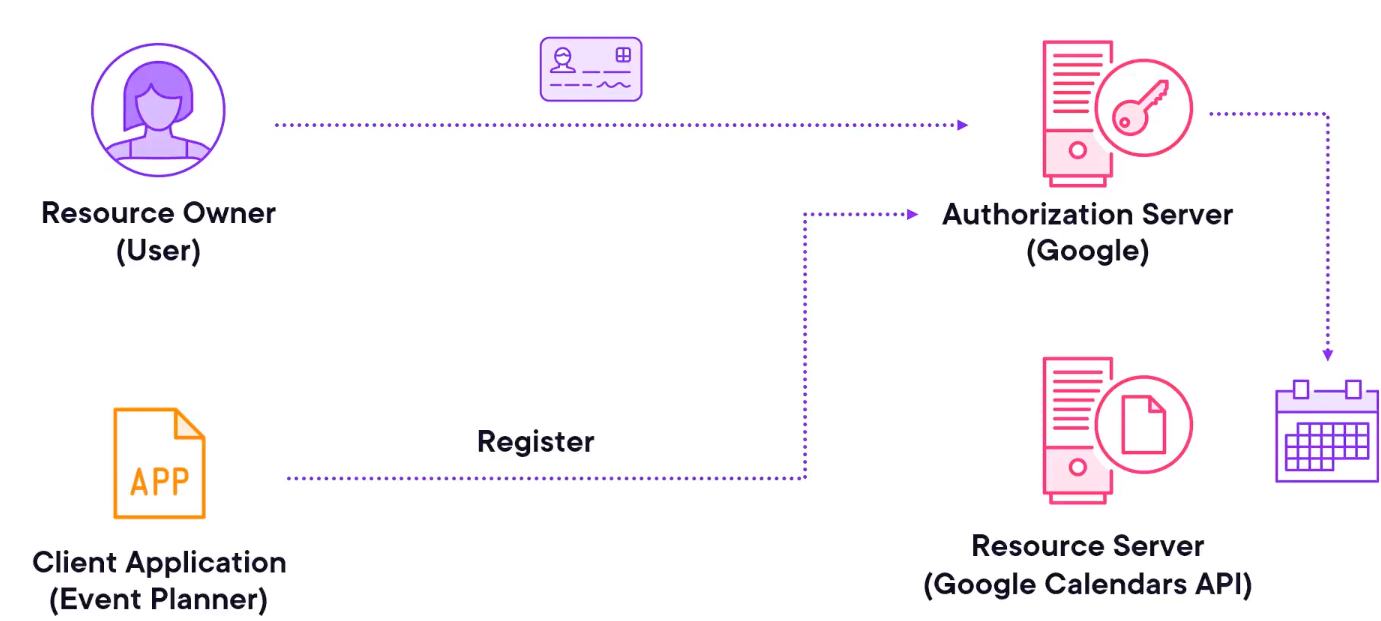 Resource Owner
(User)
Authorization Server
(Google)
Register
APP
Client Application
(Event Planner)
Resource Server
(Google Calendars API)